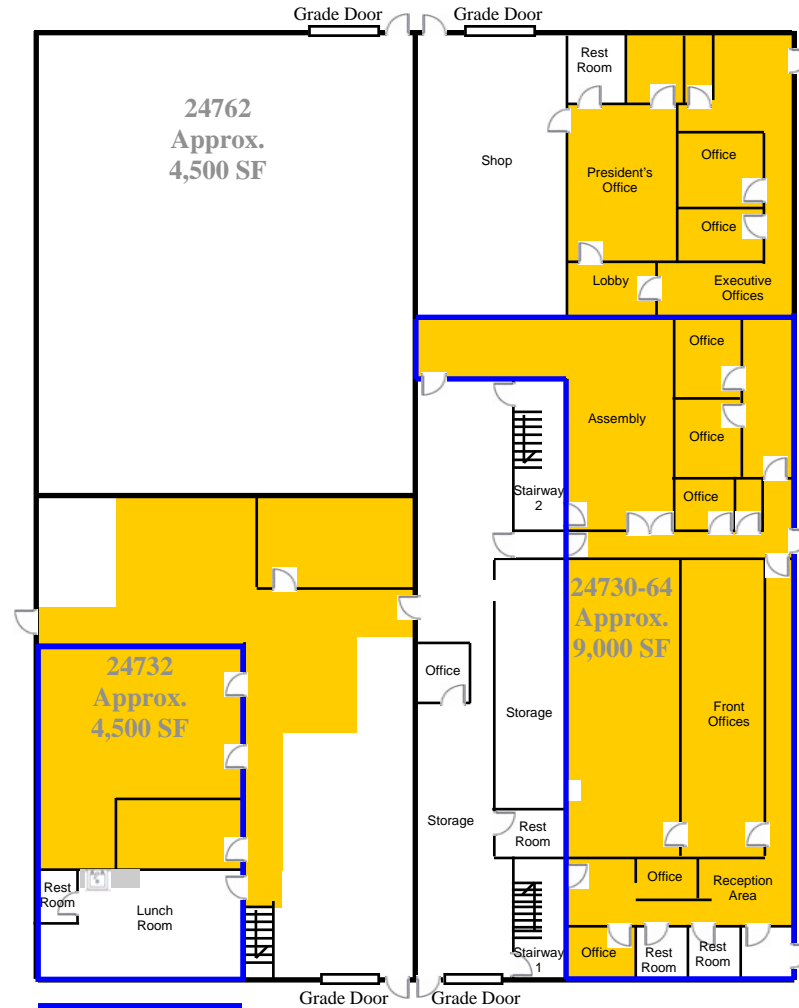 Grade Door
Grade Door
Rest
Room
24762
Approx.
4,500 SF
Shop
President's
Office
Office
Office
Lobby
Executive
Offices
Office
Assembly
Office
Office
Stairway
2
24730-64
Approx.
9,000 SF
24732
Approx.
4,500 SF
Office
Storage
Front
Offices
Storage
Rest
Room
Office
Reception
Area
Rest
Room
Lunch
Room
Stairway
1
Office
Rest
Room
Rest
Room
Grade Door
Grade Door